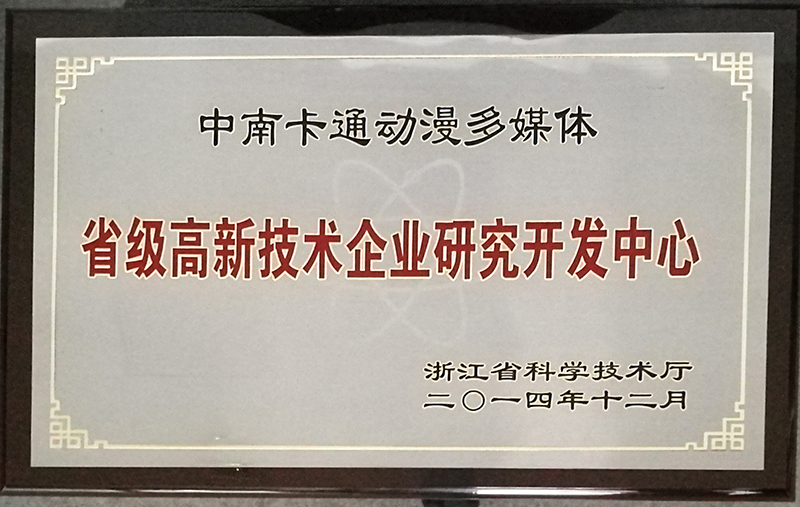 中南卡通动漫多媒体
省级高新技术企业研究开发中心
浙江省科学技术厅
二〇一四年十二月